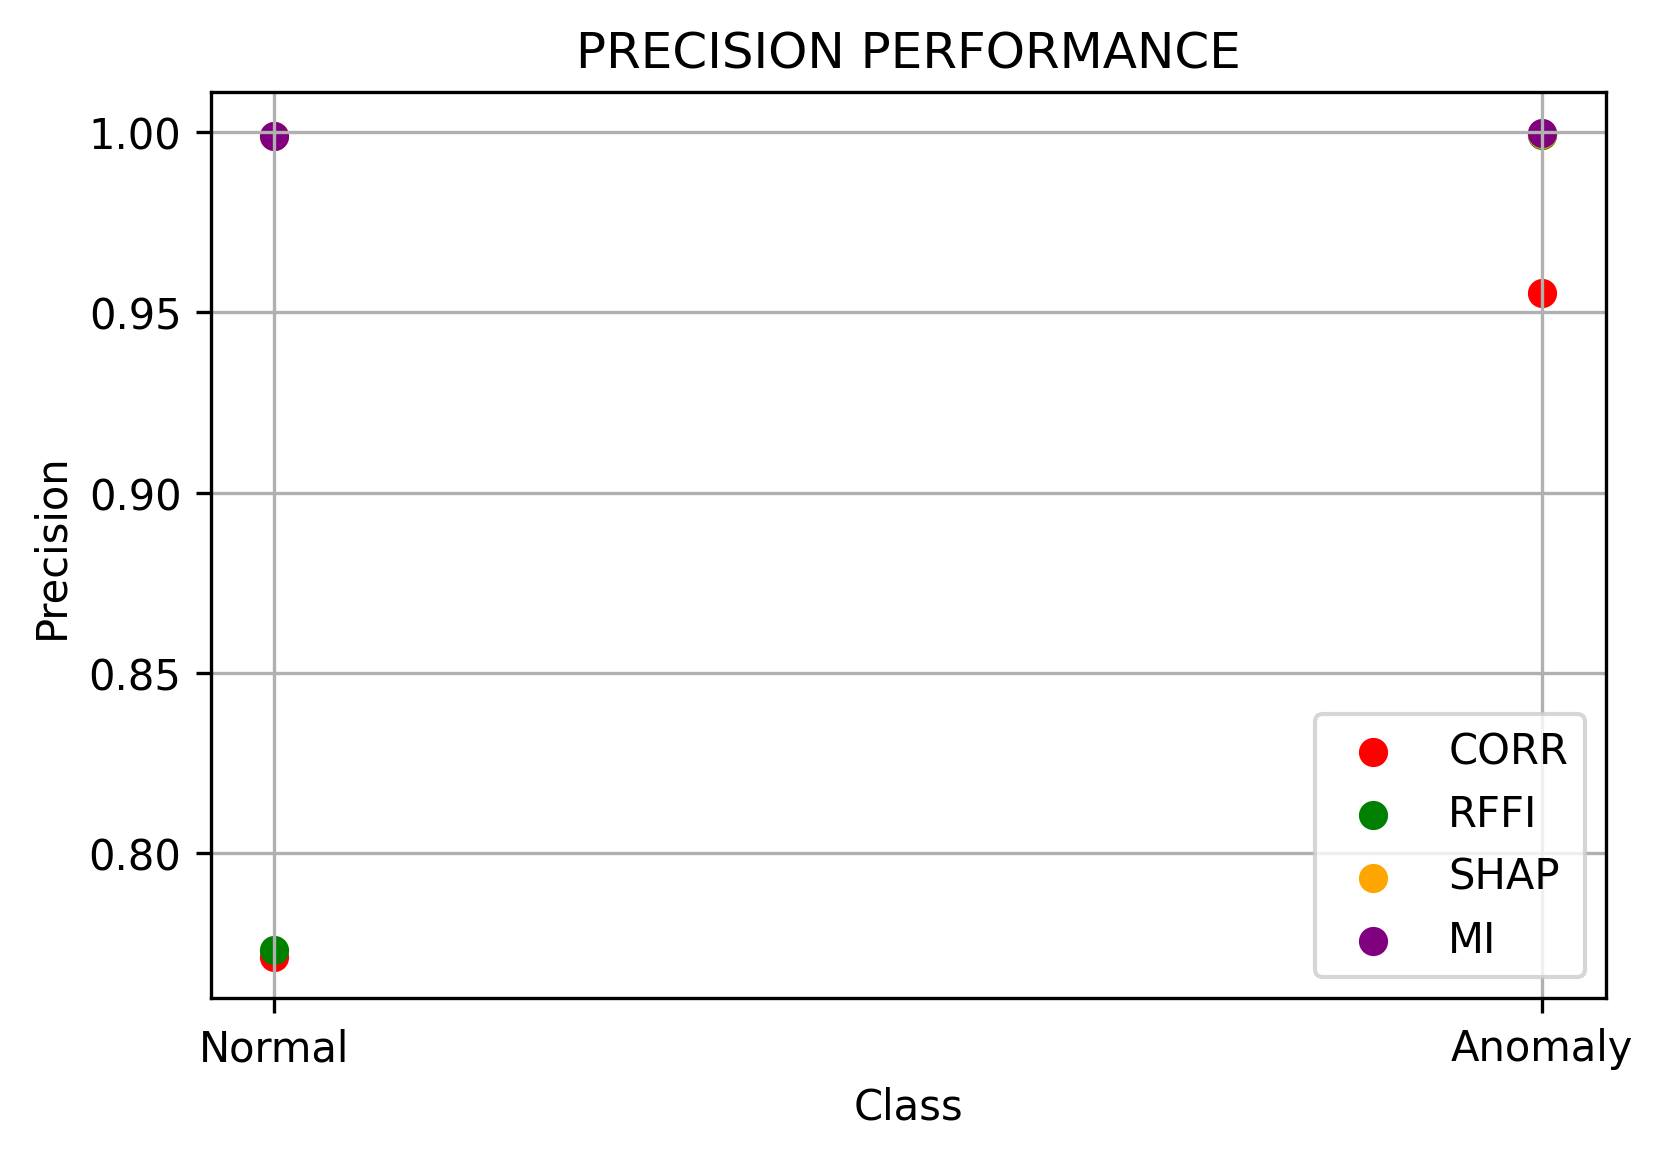 PRECISION PERFORMANCE
1.00
0.95
0.90
0.85
0.80
Precision
CORR
RFFI
SHAP
MI
Normal
Anomaly
Class